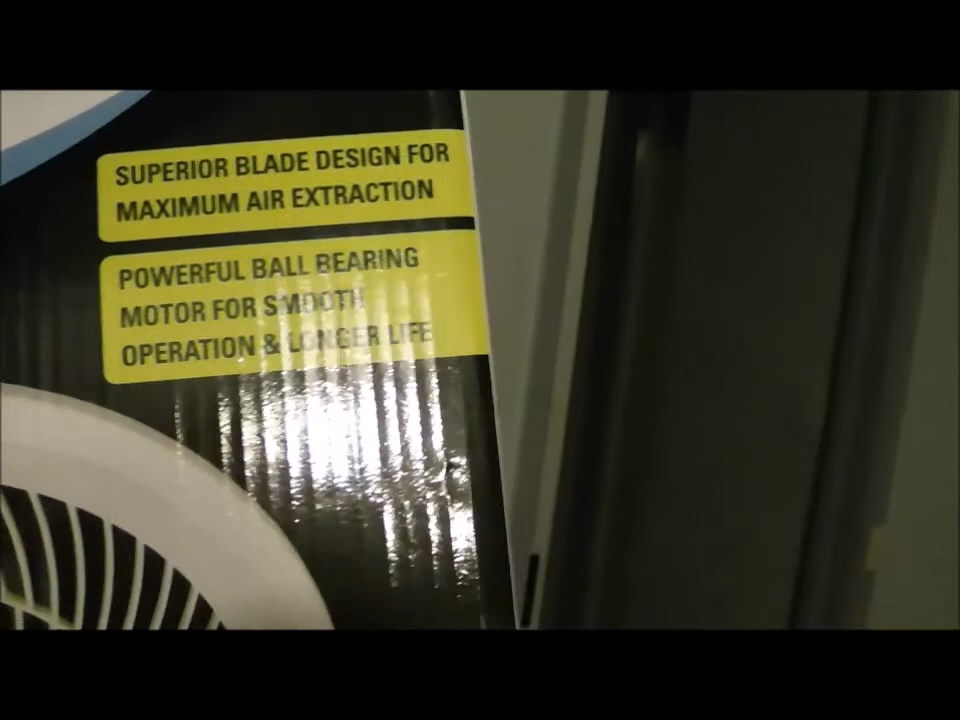 SUPERIOR BLADE DESIGN FOR
MAXIMUM AIR EXTRACTION
POWERFUL BALL BEARING
MOTOR FOR SMOOTH
OPERATION & LONGER LIFE